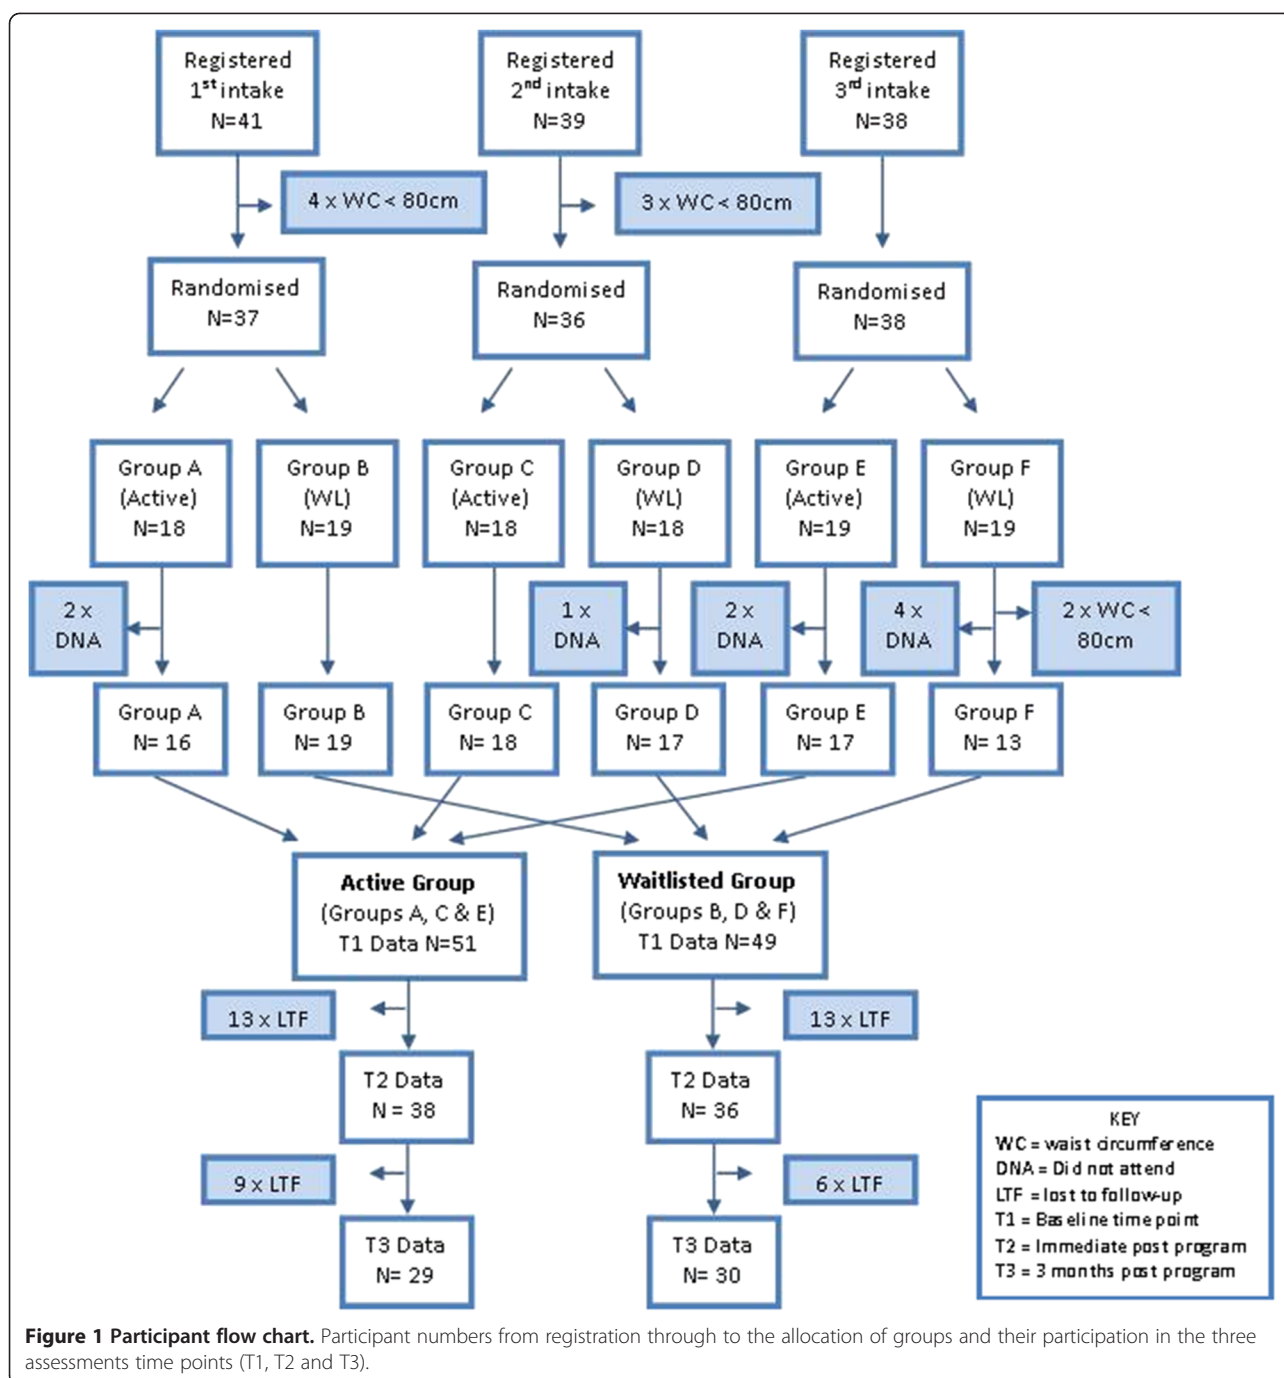 Registered
1st intake
N=41
Registered
2nd intake
N=39
Registered
3rd intake
N=38
4 x WC < 80cm
3 x WC < 80cm
Randomised
N=37
Randomised
N=36
Randomised
N=38
Group A
(Active)
N=18
Group B
(WL)
N=19
Group C
(Active)
N=18
Group D
(WL)
N=18
Group E
(Active)
N=19
Group F
(WL)
N=19
2 x
DNA
1 x
DNA
2 x
DNA
4 x
DNA
2 x WC <
80cm
Group A
N= 16
Group B
N= 19
Group C
N= 18
Group D
N= 17
Group E
N= 17
Group F
N= 13
Active Group
(Groups A, C & E)
T1 Data N=51
Waitlisted Group
(Groups B, D & F)
T1 Data N=49
13 x LTF
13 x LTF
T2 Data
N = 38
T2 Data
N= 36
9 x LTF
6 x LTF
T3 Data
N= 29
T3 Data
N= 30
KEY
WC = waist circumference
DNA = Did not attend
LTF = lost to follow-up
T1 = Baseline time point
T2 = Immediate post program
T3 = 3 months post program
Figure 1 Participant flow chart. Participant numbers from registration through to the allocation of groups and their participation in the three
assessments time points (T1, T2 and T3).